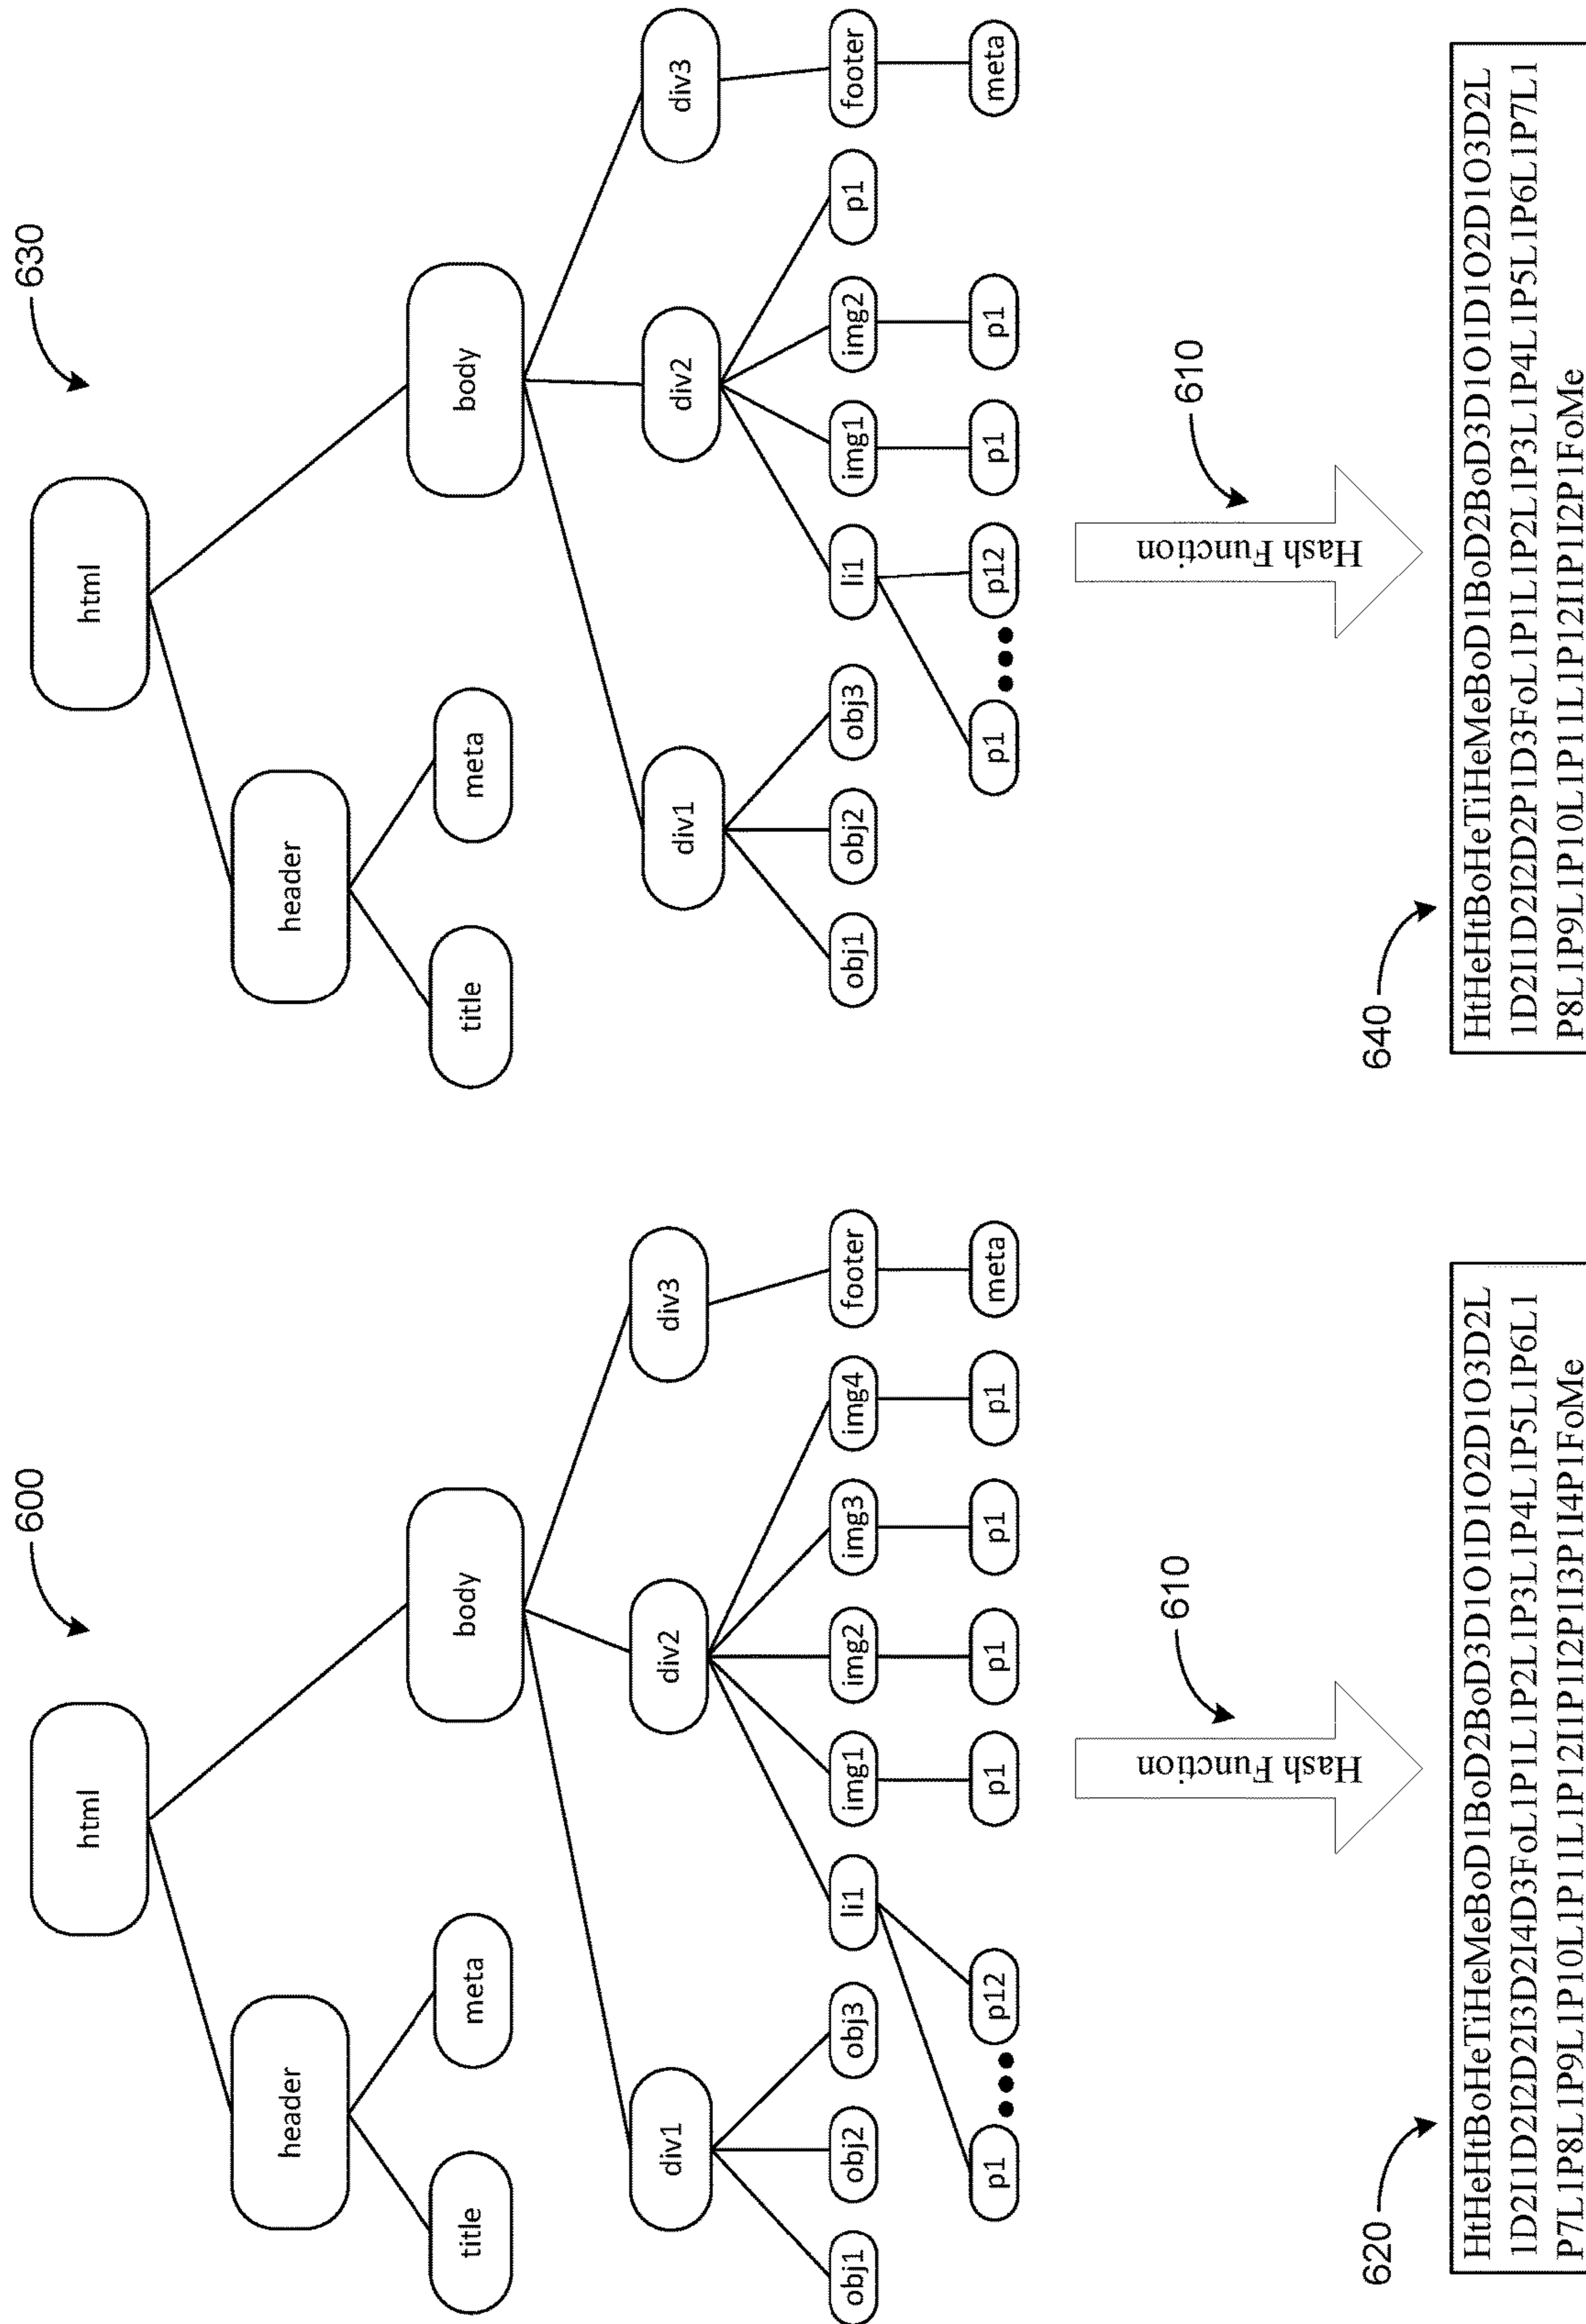 600
html
header
body
title
meta
div1
div2
div3
obj1
obj2
obj3
li1
img1
img2
img3
img4
footer
p1
p12
p1
p1
p1
p1
meta
610
Hash Function
620
HtHeHtBoHeTiHeMeBoD1BoD2BoD3D1O1D1O2D1O3D2L
1D2I1D2I2D2I3D2I4D3FoL1P1L1P2L1P3L1P4L1P5L1P6L1
P7L1P8L1P9L1P10L1P11L1P12I1P1I2P1I3P1I4P1FoMe
630
html
header
body
title
meta
div1
div2
div3
obj1
obj2
obj3
li1
img1
img2
p1
footer
p1
p12
p1
p1
meta
610
Hash Function
640
HtHeHtBoHeTiHeMeBoD1BoD2BoD3D1O1D1O2D1O3D2L
1D2I1D2I2D2P1D3FoL1P1L1P2L1P3L1P4L1P5L1P6L1P7L1
P8L1P9L1P10L1P11L1P12I1P1I2P1FoMe